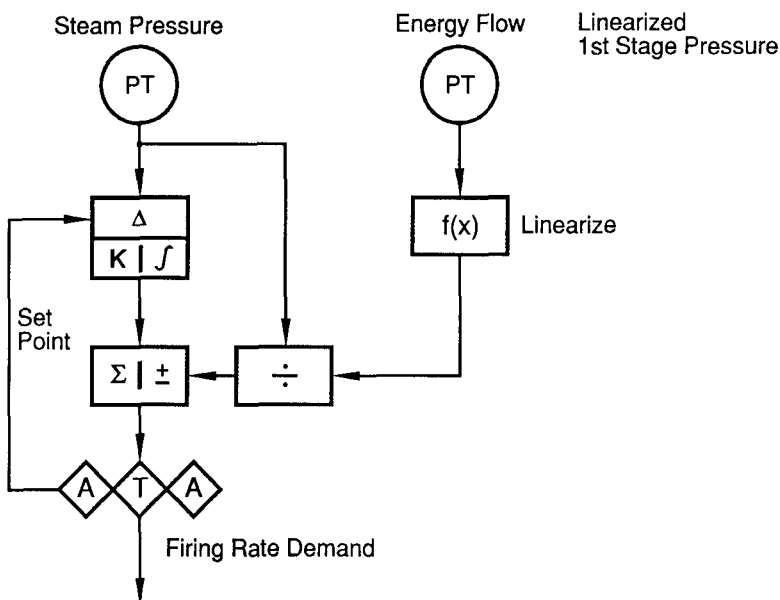 Steam Pressure
Energy Flow
Linearized
1st Stage Pressure
PT
PT
Δ
K | ∫
f(x)
Linearize
Set
Point
Σ | ±
÷
A
T
A
Firing Rate Demand